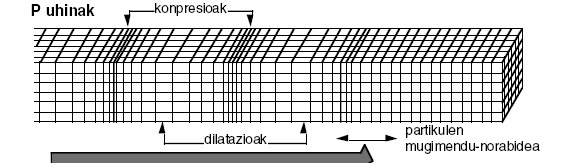 P uhinak
konpresioak
dilatazioak
partikulen
mugimendu-norabidea